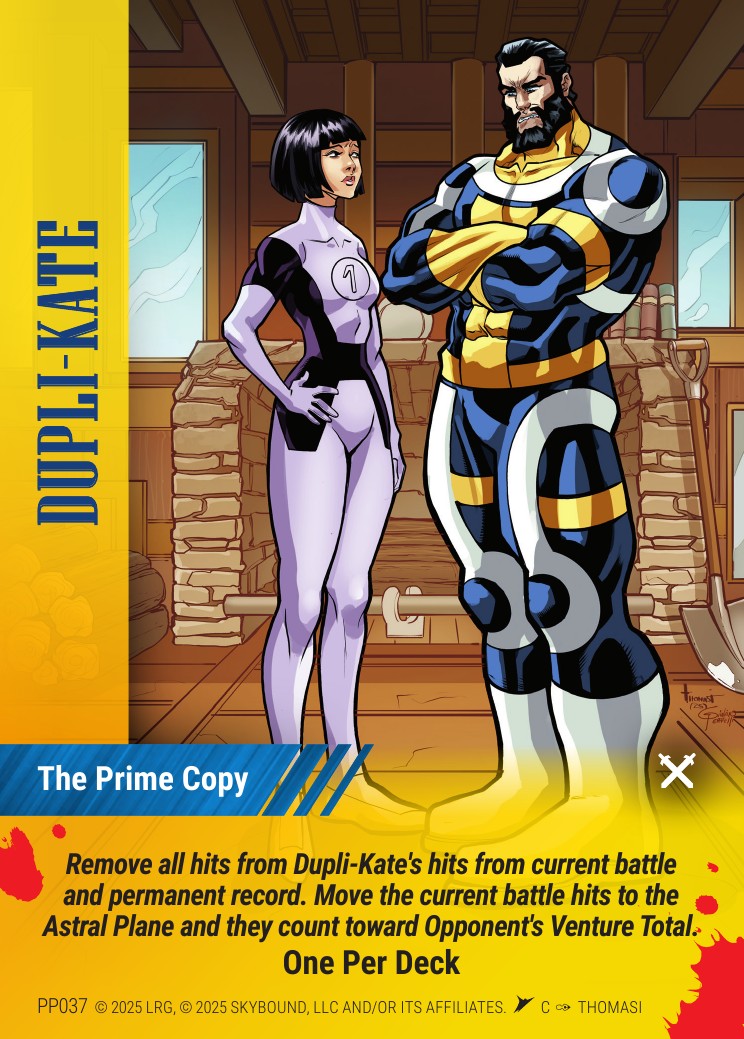 DUPLI-KATE
1
The Prime Copy
Remove all hits from Dupli-Kate's hits from current battle
and permanent record. Move the current battle hits to the
Astral Plane and they count toward Opponent's Venture Total.
One Per Deck
PP037 © 2025 LRG, © 2025 SKYBOUND, LLC AND/OR ITS AFFILIATES. C THOMASI